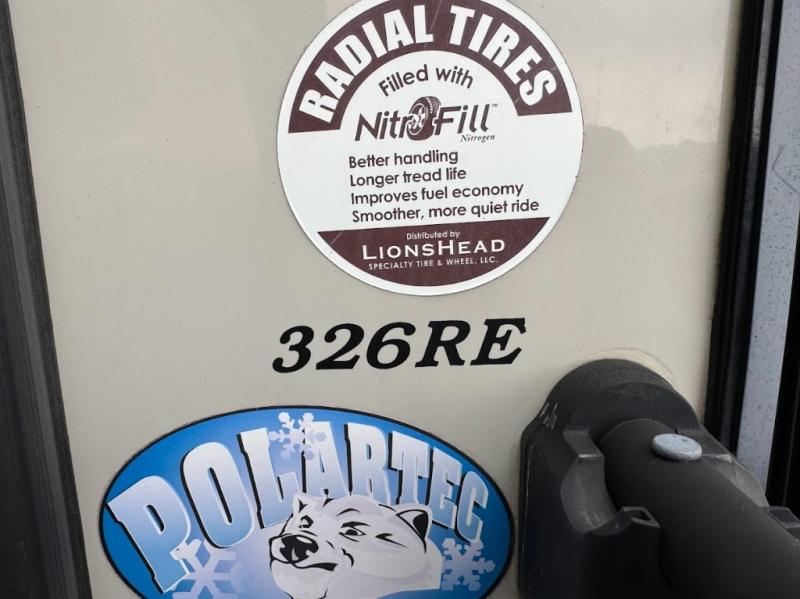 RADIAL TIRES
Filled with
NitroFill™
Nitrogen
Better handling
Longer tread life
Improves fuel economy
Smoother, more quiet ride
Distributed by
LIONSHEAD
SPECIALTY TIRE & WHEEL, LLC.
326RE
POLARTEC